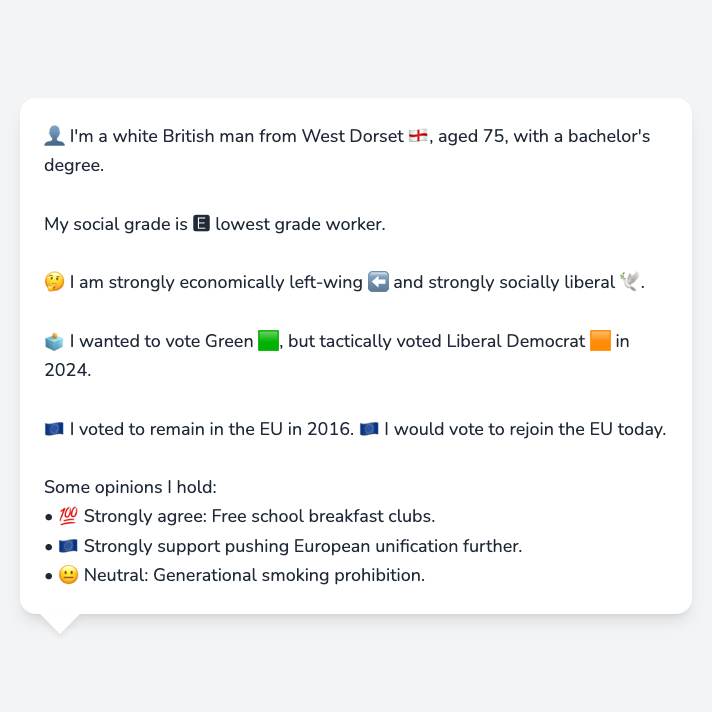 👤 I'm a white British man from West Dorset 🏴󠁧󠁢󠁥󠁮󠁧󠁿, aged 75, with a bachelor's
degree.
My social grade is 🅴 lowest grade worker.
🤔 I am strongly economically left-wing ⬅️ and strongly socially liberal 🕊️.
🗳️ I wanted to vote Green 🟩, but tactically voted Liberal Democrat 🟧 in
2024.
🇪🇺 I voted to remain in the EU in 2016. 🇪🇺 I would vote to rejoin the EU today.
Some opinions I hold:
• 💯 Strongly agree: Free school breakfast clubs.
• 🇪🇺 Strongly support pushing European unification further.
• 😐 Neutral: Generational smoking prohibition.